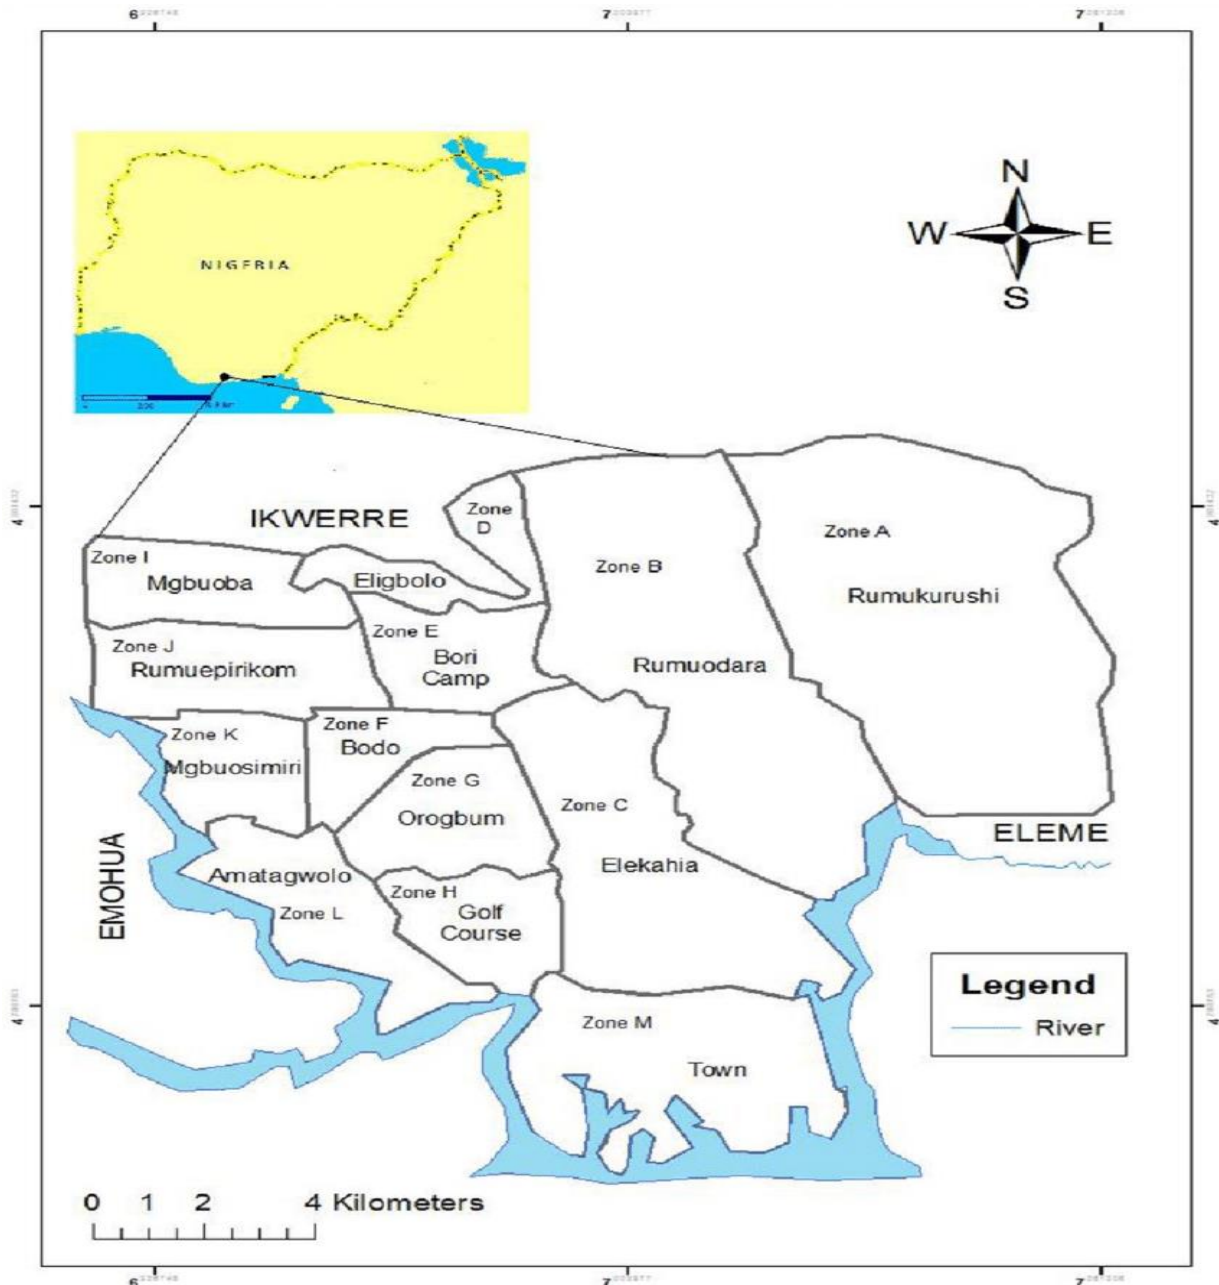 NIGERIA
N
W E
S
IKWERRE
Zone
D
Zone A
Rumukurushi
Zone B
Rumuodara
Zone I
Mgbuoba
Eligbolo
Zone E
Bori
Camp
Zone J
Rumuepirikom
Zone K
Mgbuosimiri
Zone F
Bodo
Zone G
Orogbum
Zone C
Elekahia
ELEME
EMOHUA
Amatagwolo
Zone L
Zone H
Golf
Course
Zone M
Town
Legend
River
0 1 2 4 Kilometers